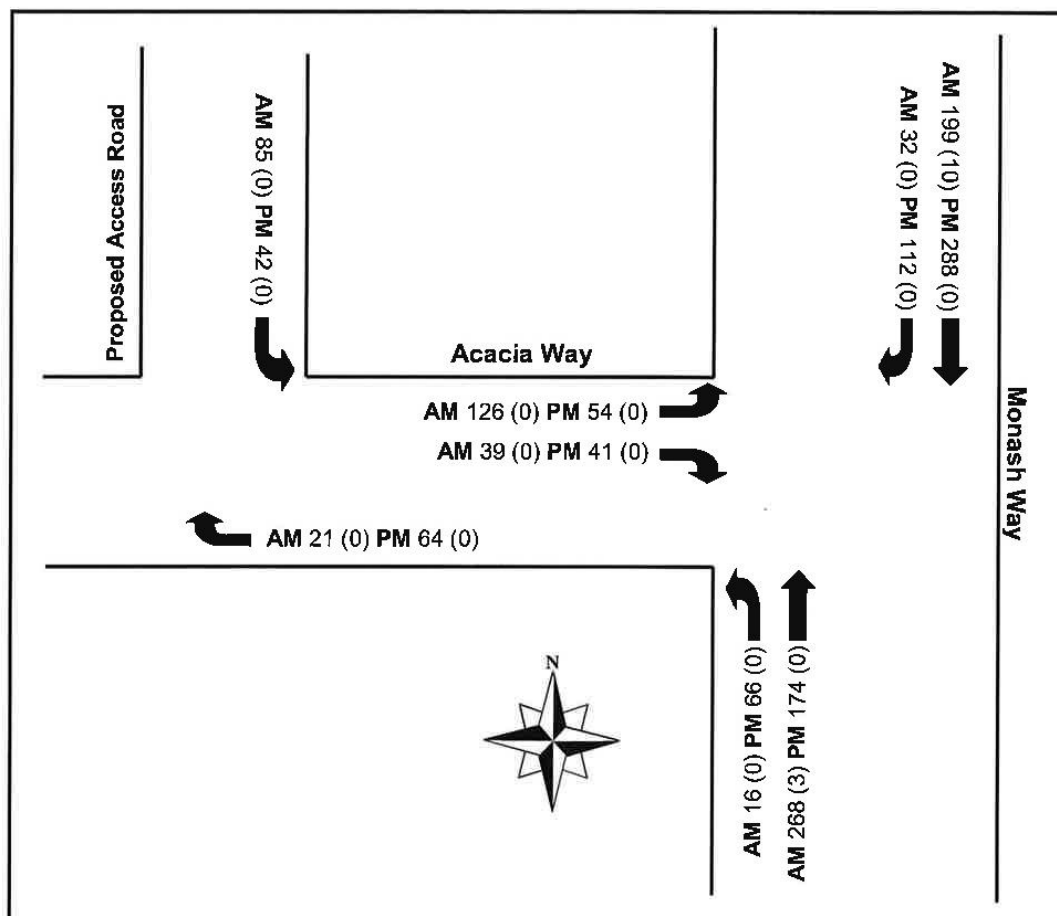 Proposed Access Road
AM 85 (0) PM 42 (0)
AM 199 (10) PM 288 (0)
AM 32 (0) PM 112 (0)
Acacia Way
AM 126 (0) PM 54 (0)
AM 39 (0) PM 41 (0)
Monash Way
AM 21 (0) PM 64 (0)
N
AM 16 (0) PM 66 (0)
AM 268 (3) PM 174 (0)